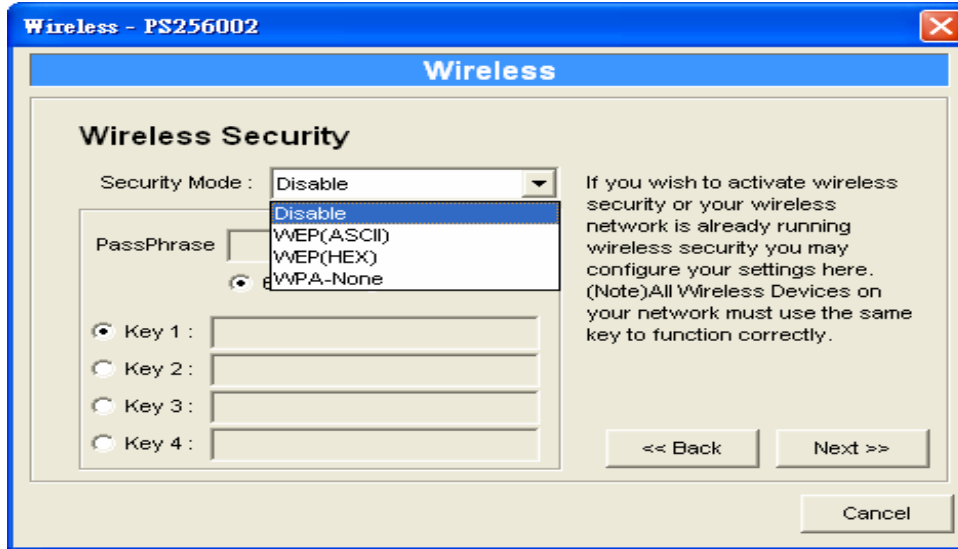 Wireless - PS256002
Wireless
Wireless Security
Security Mode : Disable
Disable
WEP(ASCII)
WEP(HEX)
WPA-None
PassPhrase
Key 1 :
Key 2 :
Key 3 :
Key 4 :
If you wish to activate wireless
security or your wireless
network is already running
wireless security you may
configure your settings here.
(Note)All Wireless Devices on
your network must use the same
key to function correctly.
<< Back
Next >>
Cancel